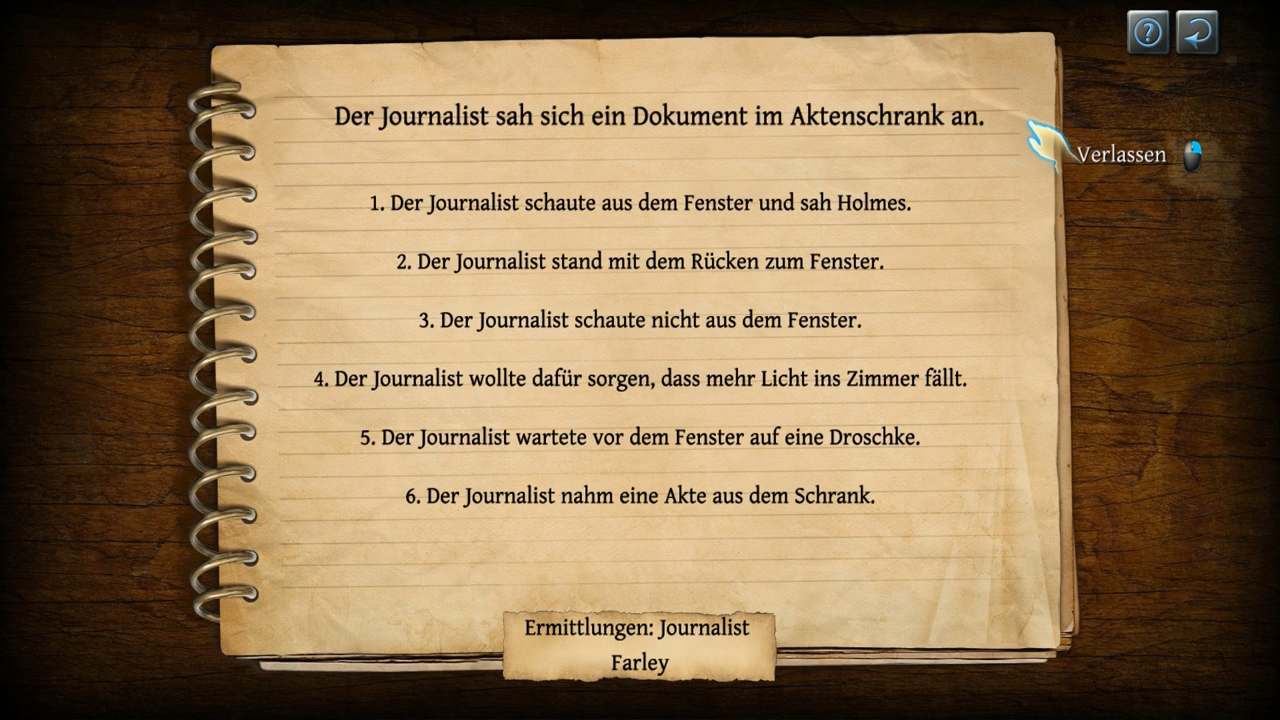 Der Journalist sah sich ein Dokument im Aktenschrank an.
Verlassen
1. Der Journalist schaute aus dem Fenster und sah Holmes.
2. Der Journalist stand mit dem Rücken zum Fenster.
3. Der Journalist schaute nicht aus dem Fenster.
4. Der Journalist wollte dafür sorgen, dass mehr Licht ins Zimmer fällt.
5. Der Journalist wartete vor dem Fenster auf eine Droschke.
6. Der Journalist nahm eine Akte aus dem Schrank.
Ermittlungen: Journalist
Farley